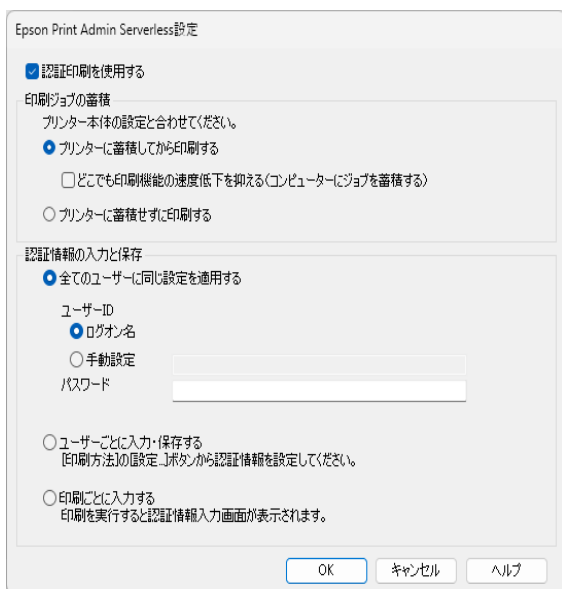 Epson Print Admin Serverless設定
認証印刷を使用する
印刷ジョブの蓄積
プリンター本体の設定と合わせてください。
プリンターに蓄積してから印刷する
どこでも印刷機能の速度低下を抑える(コンピューターにジョブを蓄積する)
プリンターに蓄積せずに印刷する
認証情報の入力と保存
全てのユーザーに同じ設定を適用する
ユーザーID
ログオン名
手動設定
パスワード
ユーザーごとに入力・保存する
[印刷方法]の[設定...]ボタンから認証情報を設定してください。
印刷ごとに入力する
印刷を実行すると認証情報入力画面が表示されます。
OK キャンセル ヘルプ